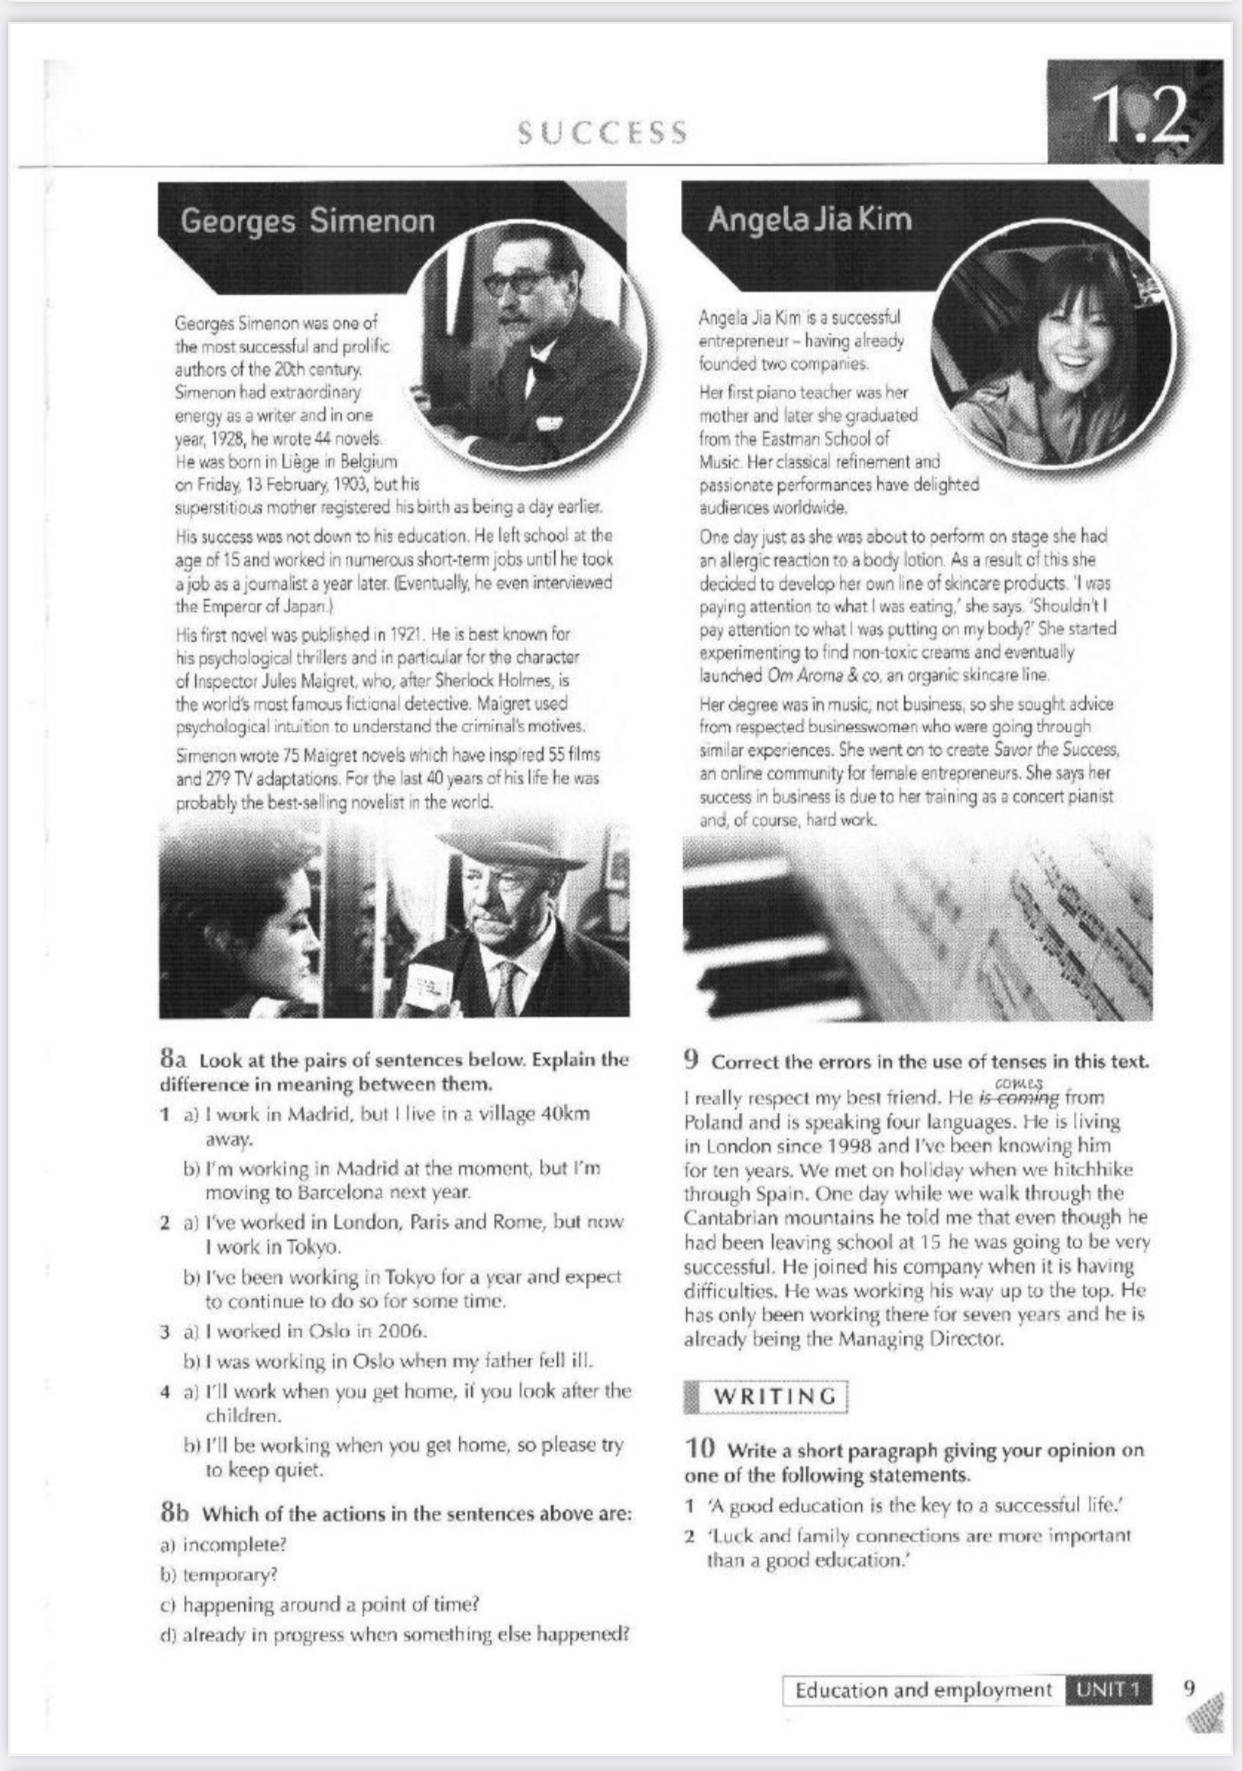 SUCCESS
1.2
Georges Simenon
Georges Simenon was one of
the most successful and prolific
authors of the 20th century.
Simenon had extraordinary
energy as a writer and in one
year, 1928, he wrote 44 novels.
He was born in Liège in Belgium
on Friday, 13 February, 1903, but his
superstitious mother registered his birth as being a day earlier.
His success was not down to his education. He left school at the
age of 15 and worked in numerous short-term jobs until he took
a job as a journalist a year later. (Eventually, he even interviewed
the Emperor of Japan.)
His first novel was published in 1921. He is best known for
his psychological thrillers and in particular for the character
of Inspector Jules Maigret, who, after Sherlock Holmes, is
the world's most famous fictional detective. Maigret used
psychological intuition to understand the criminal's motives.
Simenon wrote 75 Maigret novels which have inspired 55 films
and 279 TV adaptations. For the last 40 years of his life he was
probably the best-selling novelist in the world.
Angela Jia Kim
Angela Jia Kim is a successful
entrepreneur – having already
founded two companies.
Her first piano teacher was her
mother and later she graduated
from the Eastman School of
Music. Her classical refinement and
passionate performances have delighted
audiences worldwide.
One day just as she was about to perform on stage she had
an allergic reaction to a body lotion. As a result of this she
decided to develop her own line of skincare products. 'I was
paying attention to what I was eating,' she says. 'Shouldn't I
pay attention to what I was putting on my body?' She started
experimenting to find non-toxic creams and eventually
launched Om Aroma & co, an organic skincare line.
Her degree was in music, not business, so she sought advice
from respected businesswomen who were going through
similar experiences. She went on to create Savor the Success,
an online community for female entrepreneurs. She says her
success in business is due to her training as a concert pianist
and, of course, hard work.
8a Look at the pairs of sentences below. Explain the
difference in meaning between them.
1 a) I work in Madrid, but I live in a village 40km
away.
b) I'm working in Madrid at the moment, but I'm
moving to Barcelona next year.
2 a) I've worked in London, Paris and Rome, but now
I work in Tokyo.
b) I've been working in Tokyo for a year and expect
to continue to do so for some time.
3 a) I worked in Oslo in 2006.
b) I was working in Oslo when my father fell ill.
4 a) I'll work when you get home, if you look after the
children.
b) I'll be working when you get home, so please try
to keep quiet.
8b Which of the actions in the sentences above are:
a) incomplete?
b) temporary?
c) happening around a point of time?
d) already in progress when something else happened?
9 Correct the errors in the use of tenses in this text.
comes
I really respect my best friend. He is coming from
Poland and is speaking four languages. He is living
in London since 1998 and I've been knowing him
for ten years. We met on holiday when we hitchhike
through Spain. One day while we walk through the
Cantabrian mountains he told me that even though he
had been leaving school at 15 he was going to be very
successful. He joined his company when it is having
difficulties. He was working his way up to the top. He
has only been working there for seven years and he is
already being the Managing Director.
WRITING
10 Write a short paragraph giving your opinion on
one of the following statements.
1 'A good education is the key to a successful life.'
2 'Luck and family connections are more important
than a good education.'
Education and employment UNIT 1 9